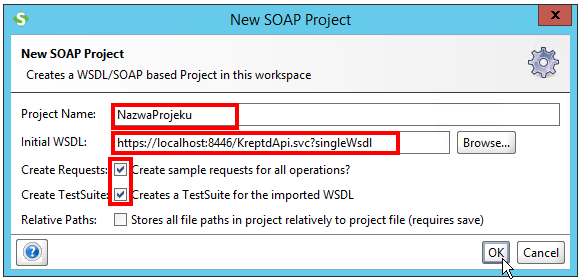 New SOAP Project
New SOAP Project
Creates a WSDL/SOAP based Project in this workspace
Project Name: NazwaProjeku
Initial WSDL: https://localhost:8446/KreptdApi.svc?singleWsdl Browse...
Create Requests: Create sample requests for all operations?
Create TestSuite: Creates a TestSuite for the imported WSDL
Relative Paths: Stores all file paths in project relatively to project file (requires save)
? OK Cancel